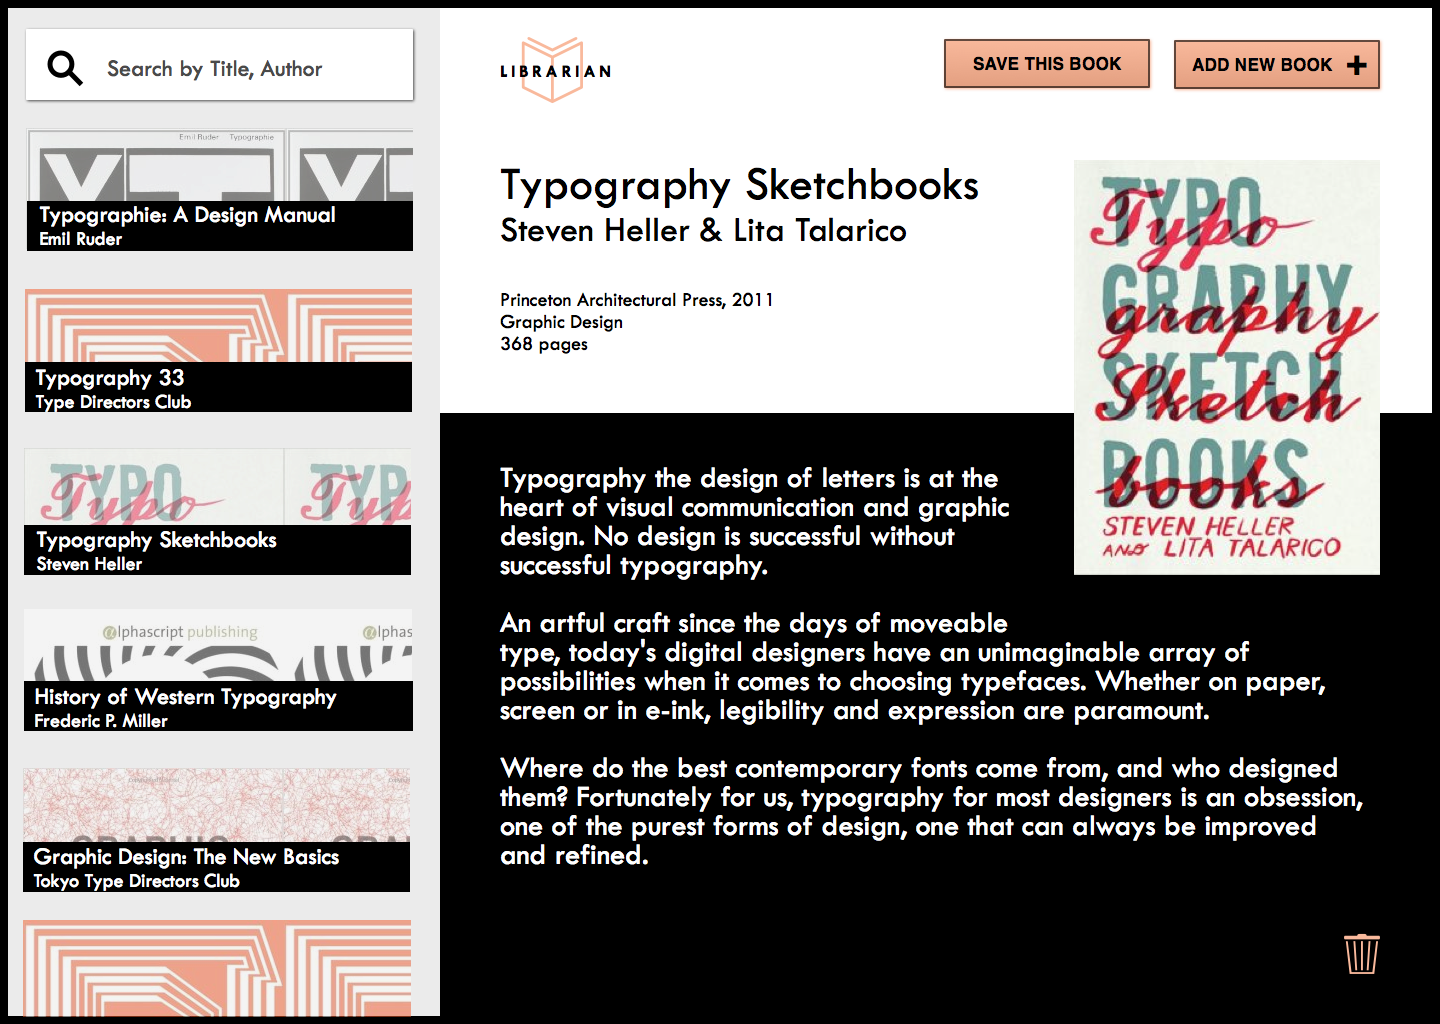 Search by Title, Author
Emil Ruder Typographie
Typographie: A Design Manual
Emil Ruder
Typography 33
Type Directors Club
TYPO TYP
Typo Typ
Typography Sketchbooks
Steven Heller
@lphascript publishing @lphas
History of Western Typography
Frederic P. Miller
GRAPHIC GRA
Graphic Design: The New Basics
Tokyo Type Directors Club
LIBRARIAN
SAVE THIS BOOK
ADD NEW BOOK +
Typography Sketchbooks
Steven Heller & Lita Talarico
Princeton Architectural Press, 2011
Graphic Design
368 pages
TYPO
Typo
GRAPHY
graphy
SKETCH
Sketch
BOOKS
books
STEVEN HELLER
AND LITA TALARICO
Typography the design of letters is at the
heart of visual communication and graphic
design. No design is successful without
successful typography.
An artful craft since the days of moveable
type, today's digital designers have an unimaginable array of
possibilities when it comes to choosing typefaces. Whether on paper,
screen or in e-ink, legibility and expression are paramount.
Where do the best contemporary fonts come from, and who designed
them? Fortunately for us, typography for most designers is an obsession,
one of the purest forms of design, one that can always be improved
and refined.